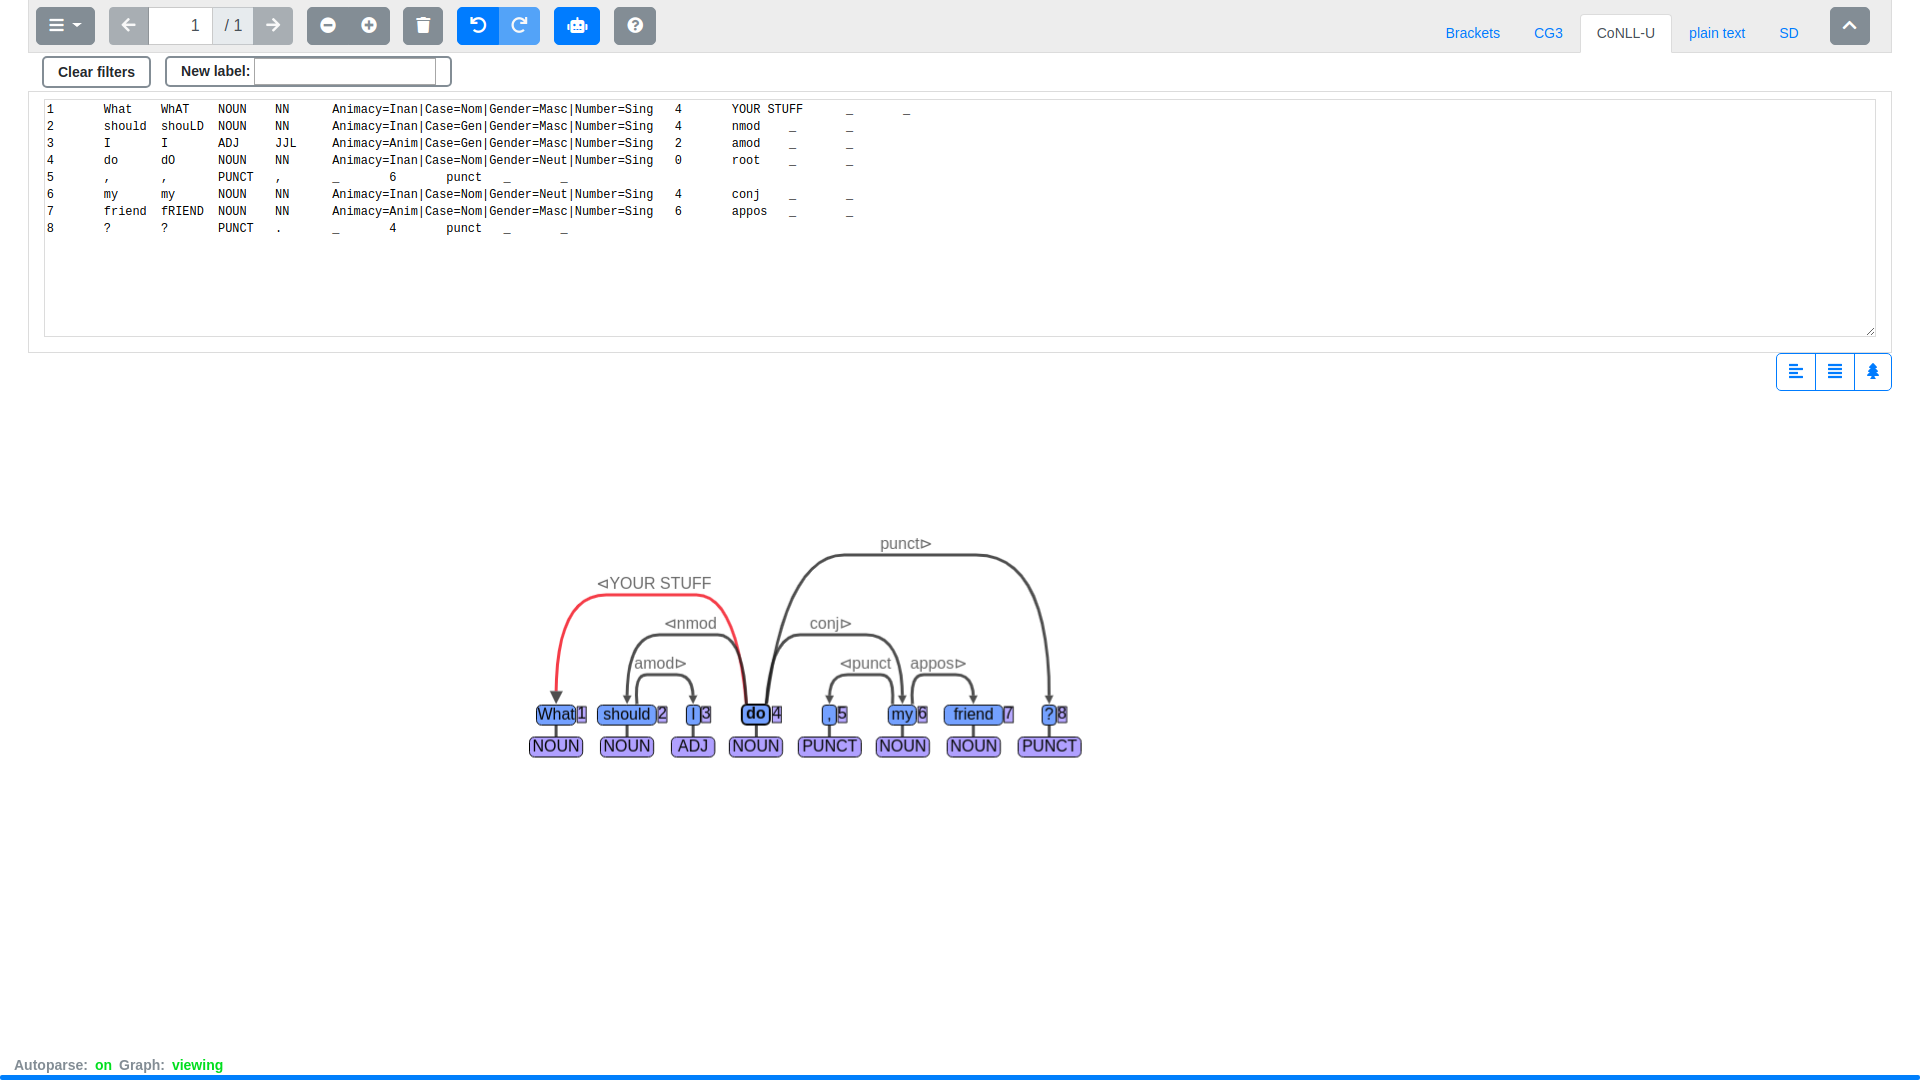 1 / 1
Brackets CG3 CoNLL-U plain text SD
Clear filters New label:
1 What WhAT NOUN NN Animacy=Inan|Case=Nom|Gender=Masc|Number=Sing 4 YOUR STUFF _ _
2 should shouLD NOUN NN Animacy=Inan|Case=Gen|Gender=Masc|Number=Sing 4 nmod _ _
3 I I ADJ JJL Animacy=Anim|Case=Gen|Gender=Masc|Number=Sing 2 amod _ _
4 do dO NOUN NN Animacy=Inan|Case=Nom|Gender=Neut|Number=Sing 0 root _ _
5 , , PUNCT , _ 6 punct _ _
6 my my NOUN NN Animacy=Inan|Case=Nom|Gender=Neut|Number=Sing 4 conj _ _
7 friend fRIEND NOUN NN Animacy=Anim|Case=Nom|Gender=Masc|Number=Sing 6 appos _ _
8 ? ? PUNCT . _ 4 punct _ _
punct⊳
⊲YOUR STUFF
⊲nmod conj⊳
amod⊳ ⊲punct appos⊳
What 1 should 2 I 3 do 4 , 5 my 6 friend 7 ? 8
NOUN NOUN ADJ NOUN PUNCT NOUN NOUN PUNCT
Autoparse: on Graph: viewing